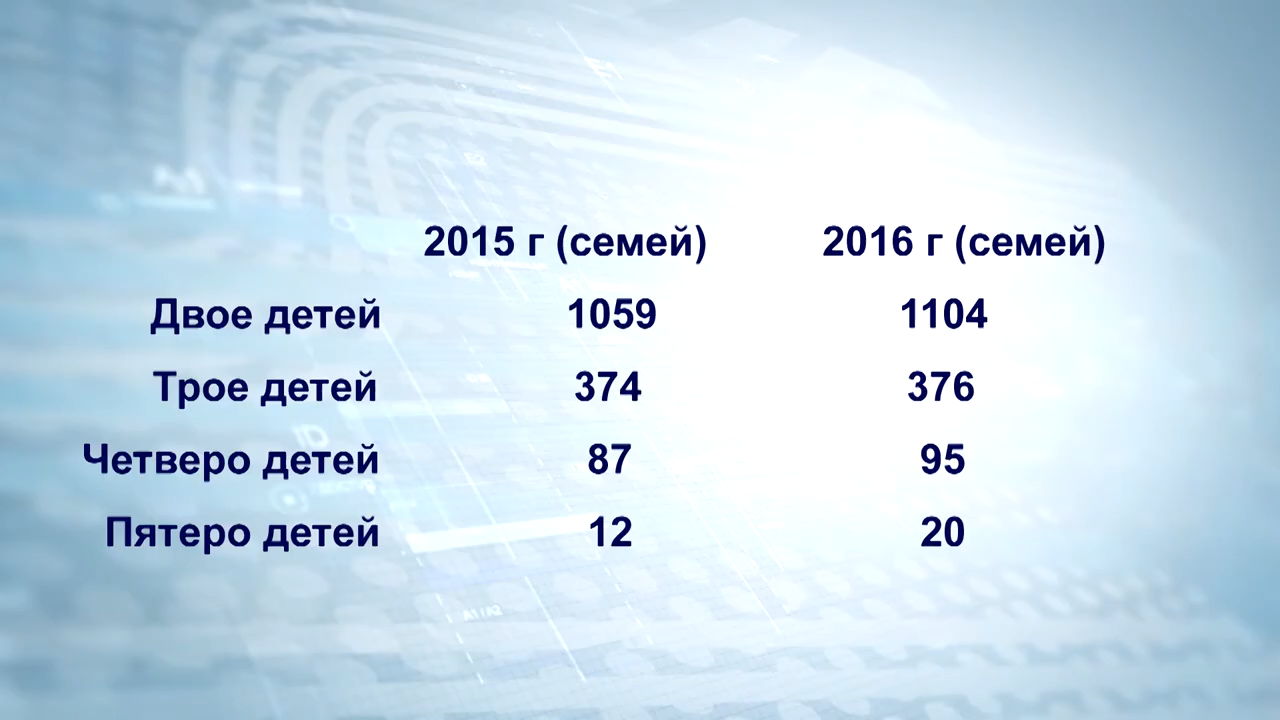 2015 г (семей) 2016 г (семей)
Двое детей 1059 1104
Трое детей 374 376
Четверо детей 87 95
Пятеро детей 12 20